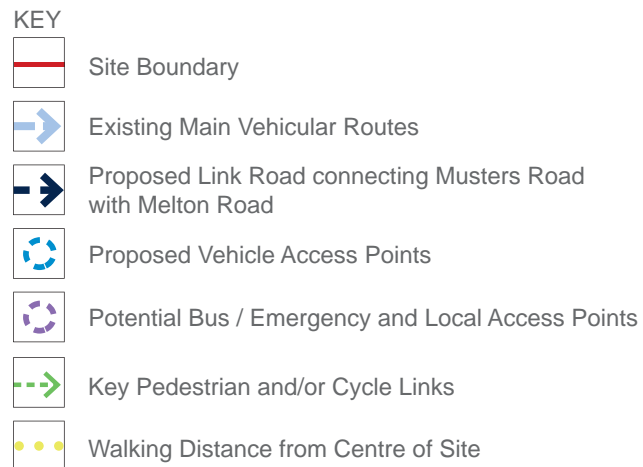 KEY
Site Boundary
Existing Main Vehicular Routes
Proposed Link Road connecting Musters Road
with Melton Road
Proposed Vehicle Access Points
Potential Bus / Emergency and Local Access Points
Key Pedestrian and/or Cycle Links
Walking Distance from Centre of Site